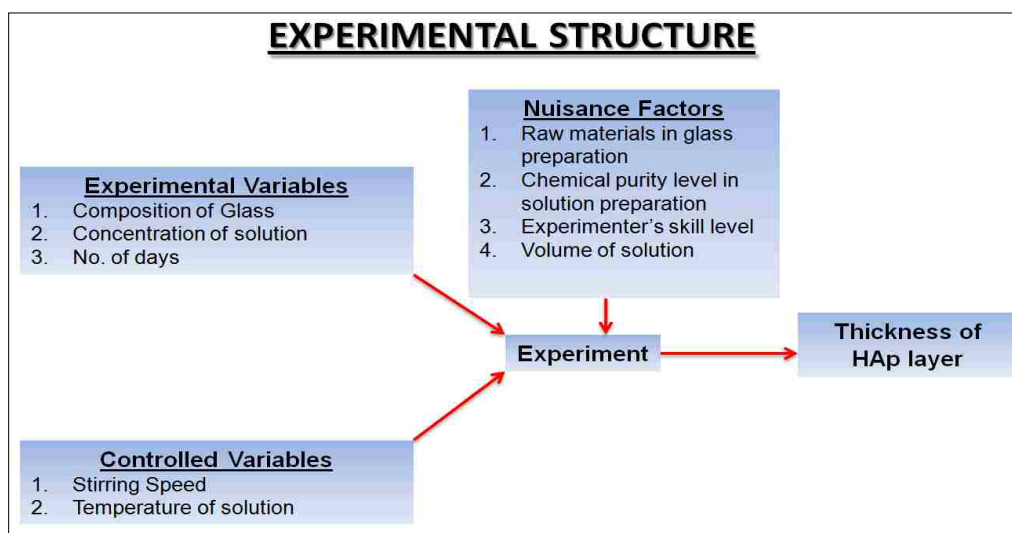 EXPERIMENTAL STRUCTURE
Nuisance Factors
1. Raw materials in glass
preparation
2. Chemical purity level in
solution preparation
3. Experimenter's skill level
4. Volume of solution
Experimental Variables
1. Composition of Glass
2. Concentration of solution
3. No. of days
Experiment
Thickness of
HAp layer
Controlled Variables
1. Stirring Speed
2. Temperature of solution